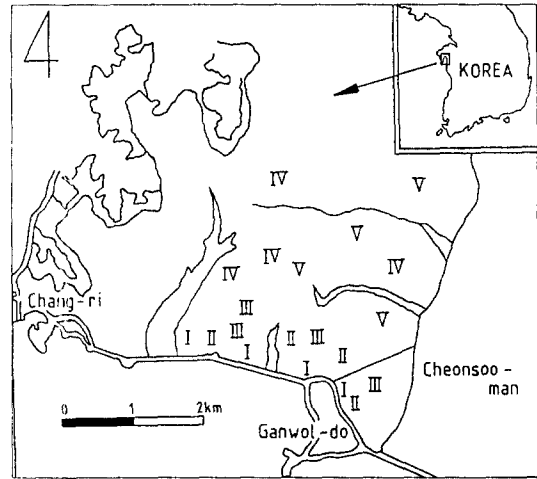 KOREA
IV V
V
IV V IV
IV
III V
Chang-ri
I II III II III
I II
Cheonsoo-
man
I
I III
II
0 1 2km
Ganwol-do